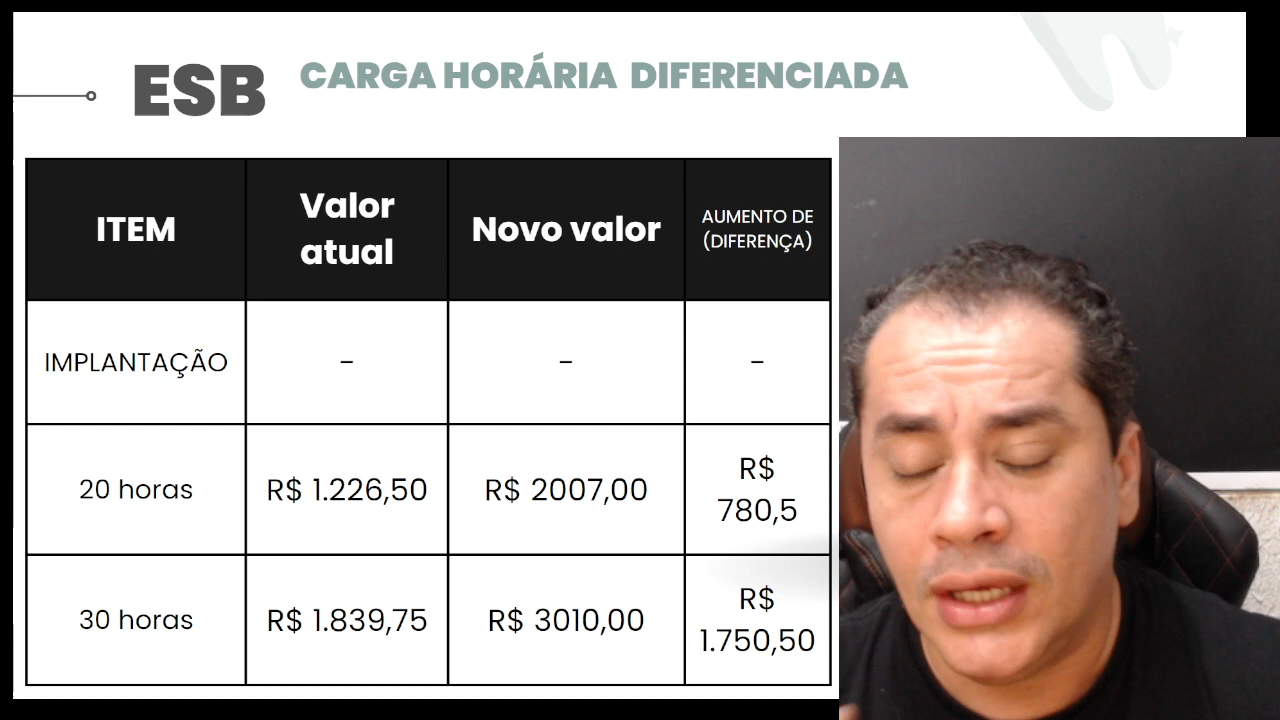 ESB CARGA HORÁRIA DIFERENCIADA
ITEM
Valor
atual
Novo valor
AUMENTO DE
(DIFERENÇA)
IMPLANTAÇÃO
-
-
-
20 horas
R$ 1.226,50
R$ 2007,00
R$
780,5
30 horas
R$ 1.839,75
R$ 3010,00
R$
1.750,50